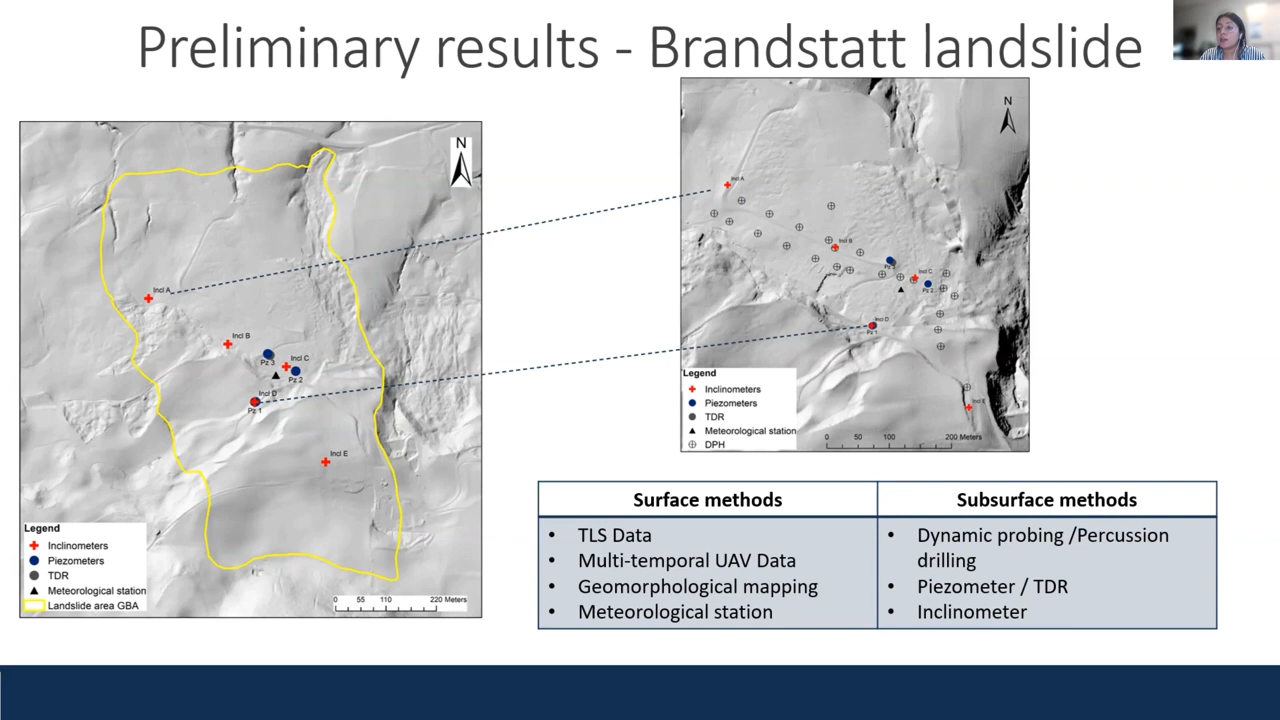 Preliminary results - Brandstatt landslide
N
Incl A
Incl B
Pz 3
Incl C
Pz 2
Incl D
Pz 1
Incl E
Legend
Inclinometers
Piezometers
TDR
Meteorological station
Landslide area GBA
0 55 110 220 Meters
N
Incl A
Incl B
Pz 3
Incl C
Pz 2
Incl D
Pz 1
Incl E
Legend
Inclinometers
Piezometers
TDR
Meteorological station
DPH
0 50 100 200 Meters
Surface methods
• TLS Data
• Multi-temporal UAV Data
• Geomorphological mapping
• Meteorological station
Subsurface methods
• Dynamic probing /Percussion
drilling
• Piezometer / TDR
• Inclinometer